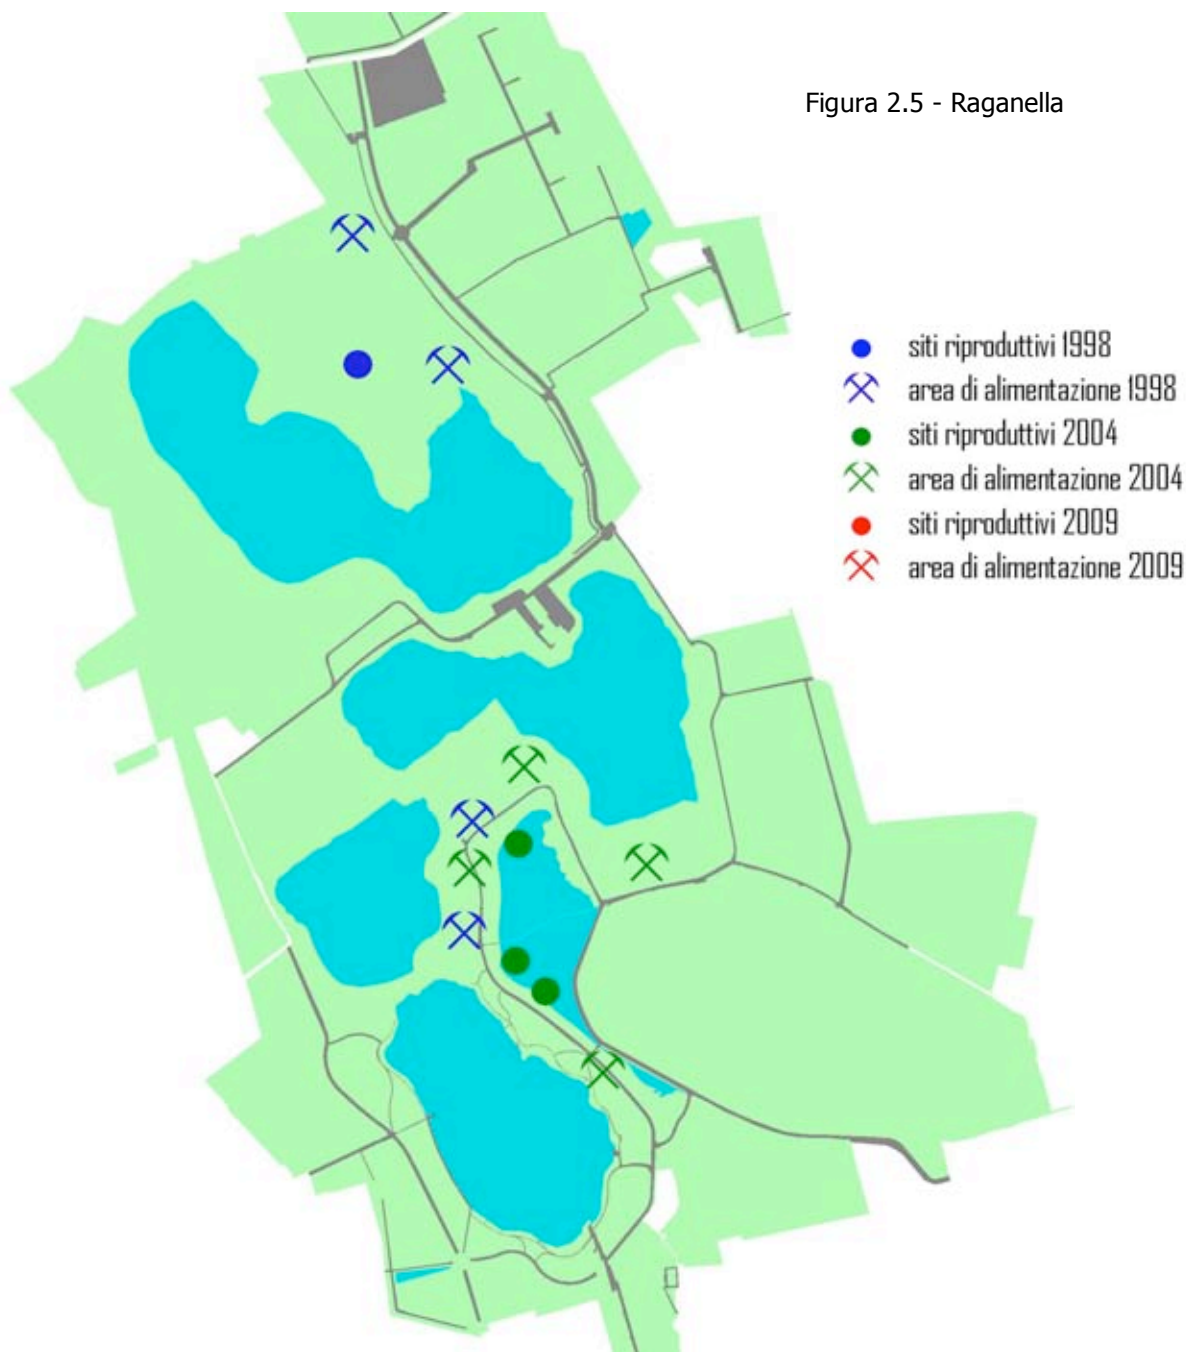 Figura 2.5 - Raganella
siti riproduttivi 1998
area di alimentazione 1998
siti riproduttivi 2004
area di alimentazione 2004
siti riproduttivi 2009
area di alimentazione 2009